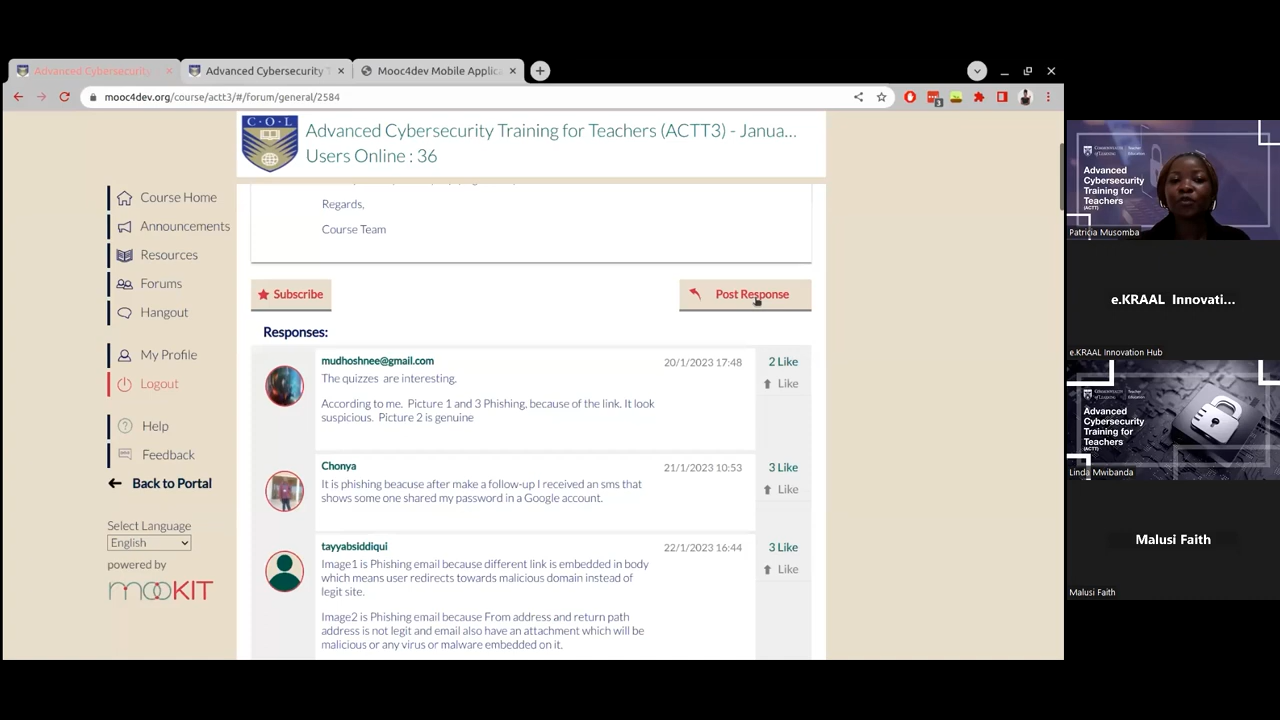 Advanced Cybersecurity
Advanced Cybersecurity T
Mooc4dev Mobile Applica
mooc4dev.org/course/actt3/#/forum/general/2584
3
C.O.L
Advanced Cybersecurity Training for Teachers (ACTT3) - Janua...
Users Online : 36
Course Home
Announcements
Resources
Forums
Hangout
My Profile
Logout
Help
Feedback
Back to Portal
Select Language
English
powered by
mooKIT
Regards,
Course Team
Subscribe
Post Response
Responses:
mudhoshnee@gmail.com
20/1/2023 17:48
2 Like
Like
The quizzes are interesting.
According to me. Picture 1 and 3 Phishing, because of the link. It look
suspicious. Picture 2 is genuine
Chonya
21/1/2023 10:53
3 Like
Like
It is phishing beacuse after make a follow-up I received an sms that
shows some one shared my password in a Google account.
tayyabsiddiqui
22/1/2023 16:44
3 Like
Like
Image1 is Phishing email because different link is embedded in body
which means user redirects towards malicious domain instead of
legit site.
Image2 is Phishing email because From address and return path
address is not legit and email also have an attachment which will be
malicious or any virus or malware embedded on it.
Advanced
Cybersecurity
Training for
Teachers
(ACTT)
Patricia Musomba
e.KRAAL Innovati...
e.KRAAL Innovation Hub
Advanced
Cybersecurity
Training for
Teachers
(ACTT)
Linda Mwibanda
Malusi Faith
Malusi Faith